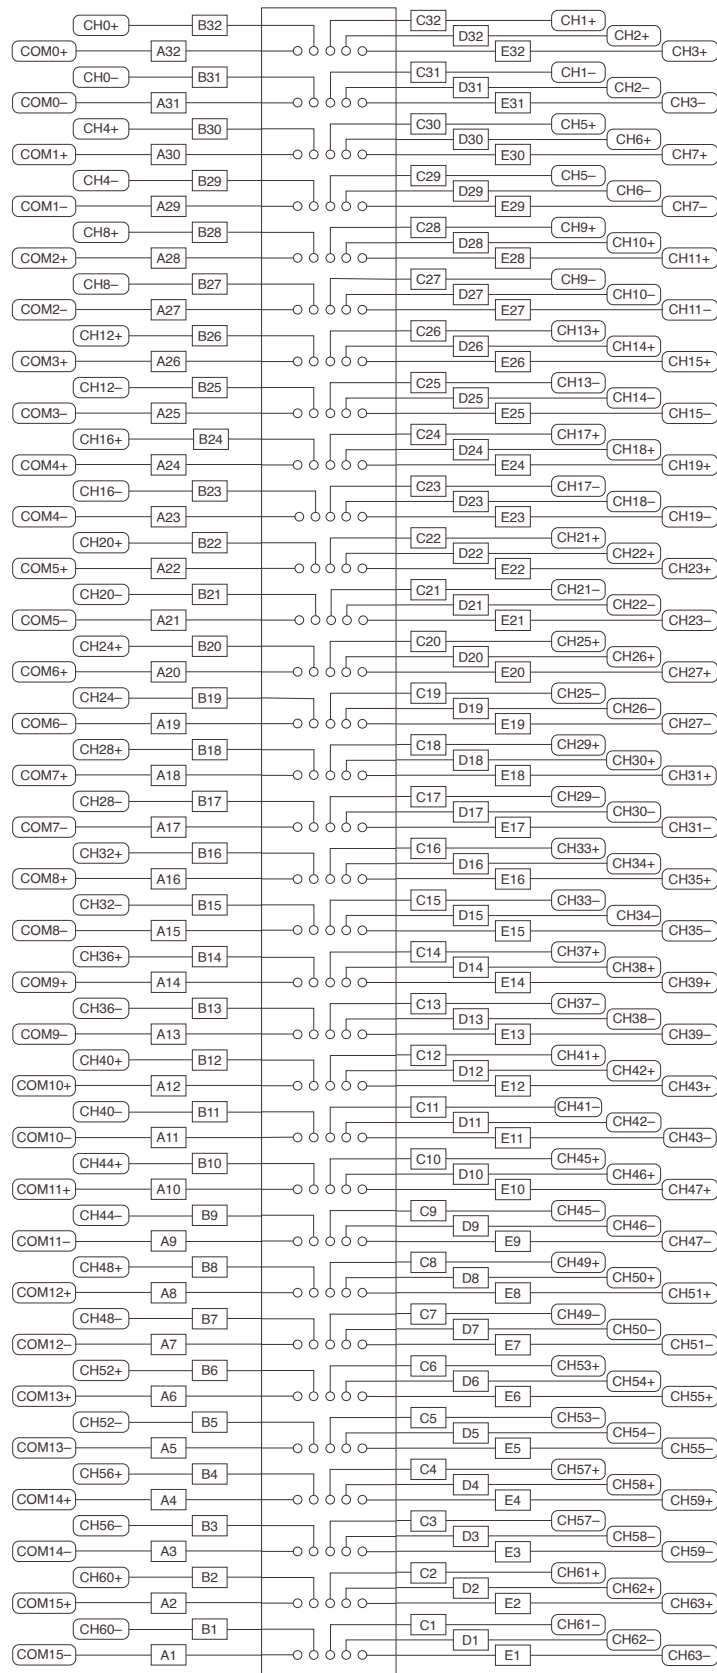 CH0+ B32 C32 CH1+
D32 CH2+
COM0+ A32 E32 CH3+
CH0– B31 C31 CH1–
D31 CH2–
COM0– A31 E31 CH3–
CH4+ B30 C30 CH5+
D30 CH6+
COM1+ A30 E30 CH7+
CH4– B29 C29 CH5–
D29 CH6–
COM1– A29 E29 CH7–
CH8+ B28 C28 CH9+
D28 CH10+
COM2+ A28 E28 CH11+
CH8– B27 C27 CH9–
D27 CH10–
COM2– A27 E27 CH11–
CH12+ B26 C26 CH13+
D26 CH14+
COM3+ A26 E26 CH15+
CH12– B25 C25 CH13–
D25 CH14–
COM3– A25 E25 CH15–
CH16+ B24 C24 CH17+
D24 CH18+
COM4+ A24 E24 CH19+
CH16– B23 C23 CH17–
D23 CH18–
COM4– A23 E23 CH19–
CH20+ B22 C22 CH21+
D22 CH22+
COM5+ A22 E22 CH23+
CH20– B21 C21 CH21–
D21 CH22–
COM5– A21 E21 CH23–
CH24+ B20 C20 CH25+
D20 CH26+
COM6+ A20 E20 CH27+
CH24– B19 C19 CH25–
D19 CH26–
COM6– A19 E19 CH27–
CH28+ B18 C18 CH29+
D18 CH30+
COM7+ A18 E18 CH31+
CH28– B17 C17 CH29–
D17 CH30–
COM7– A17 E17 CH31–
CH32+ B16 C16 CH33+
D16 CH34+
COM8+ A16 E16 CH35+
CH32– B15 C15 CH33–
D15 CH34–
COM8– A15 E15 CH35–
CH36+ B14 C14 CH37+
D14 CH38+
COM9+ A14 E14 CH39+
CH36– B13 C13 CH37–
D13 CH38–
COM9– A13 E13 CH39–
CH40+ B12 C12 CH41+
D12 CH42+
COM10+ A12 E12 CH43+
CH40– B11 C11 CH41–
D11 CH42–
COM10– A11 E11 CH43–
CH44+ B10 C10 CH45+
D10 CH46+
COM11+ A10 E10 CH47+
CH44– B9 C9 CH45–
D9 CH46–
COM11– A9 E9 CH47–
CH48+ B8 C8 CH49+
D8 CH50+
COM12+ A8 E8 CH51+
CH48– B7 C7 CH49–
D7 CH50–
COM12– A7 E7 CH51–
CH52+ B6 C6 CH53+
D6 CH54+
COM13+ A6 E6 CH55+
CH52– B5 C5 CH53–
D5 CH54–
COM13– A5 E5 CH55–
CH56+ B4 C4 CH57+
D4 CH58+
COM14+ A4 E4 CH59+
CH56– B3 C3 CH57–
D3 CH58–
COM14– A3 E3 CH59–
CH60+ B2 C2 CH61+
D2 CH62+
COM15+ A2 E2 CH63+
CH60– B1 C1 CH61–
D1 CH62–
COM15– A1 E1 CH63–